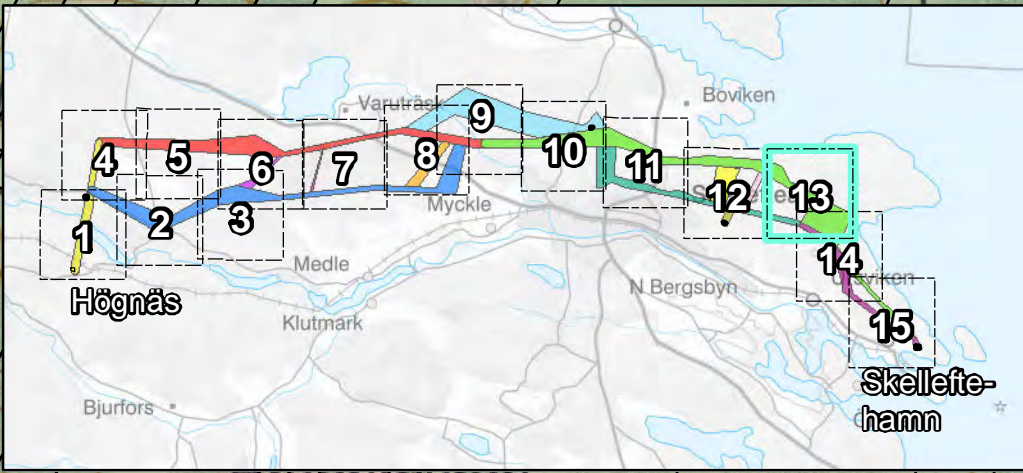 Boviken
Varuträsk
9
4
5
6
7
8
10
11
12
13
1
2
3
Myckle
14
Medle
N Bergsbyn
Högnäs
Klutmark
15
Skellefte-
hamn
Bjurfors